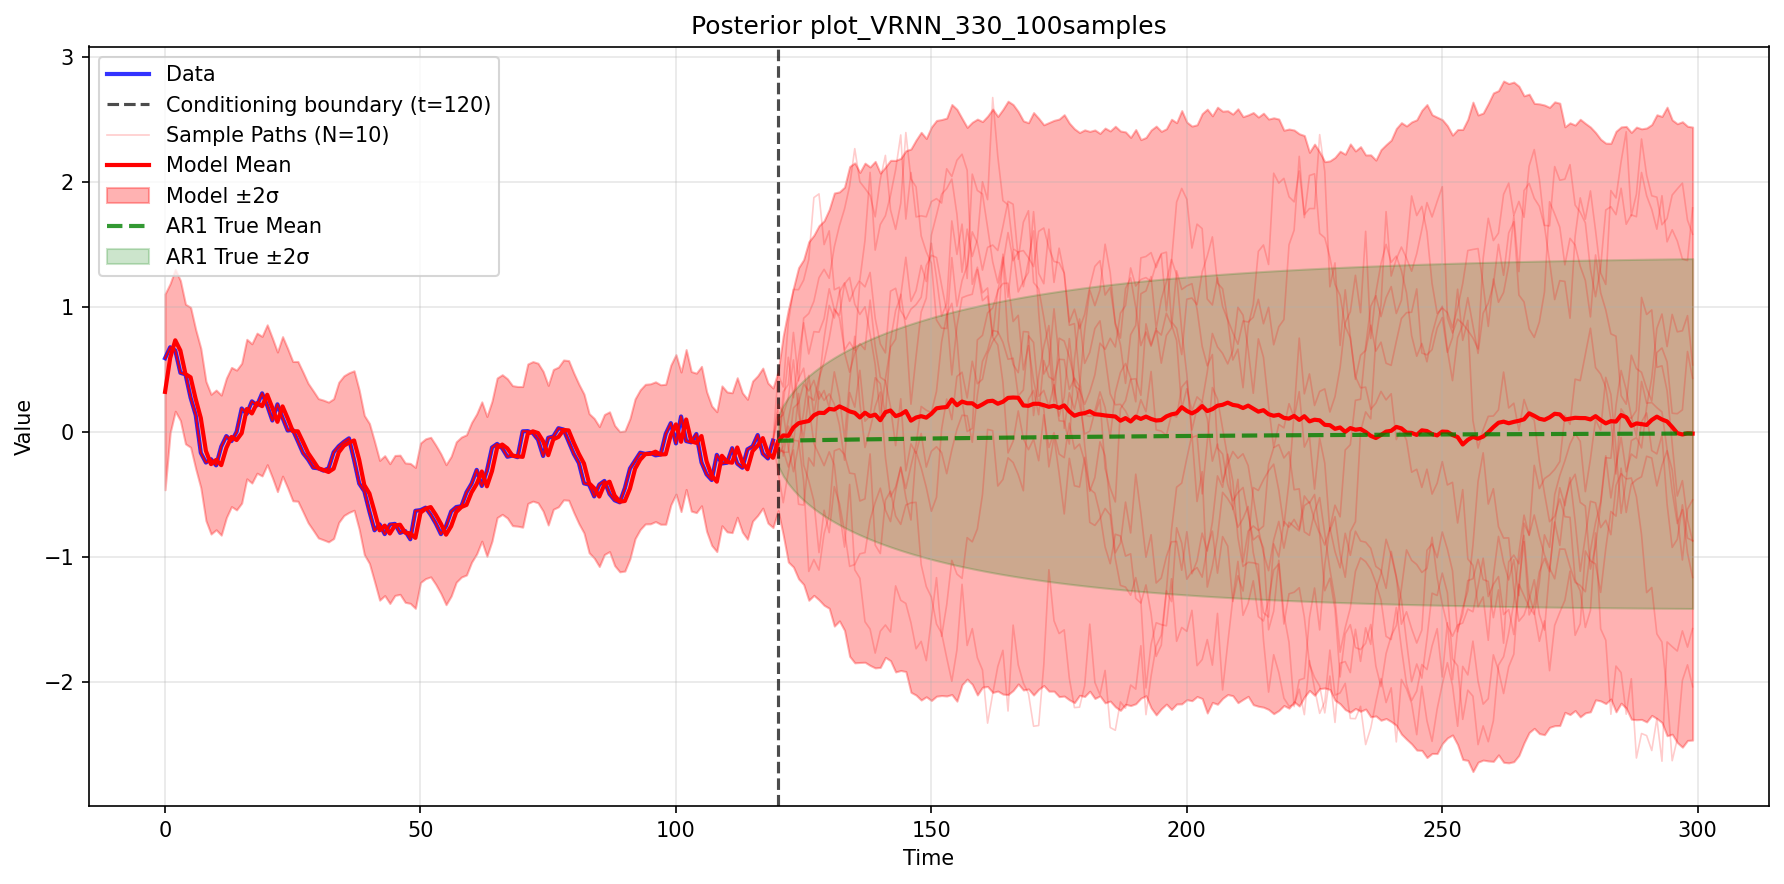 Posterior plot_VRNN_330_100samples
Data
Conditioning boundary (t=120)
Sample Paths (N=10)
Model Mean
Model ±2σ
AR1 True Mean
AR1 True ±2σ
Value
3
2
1
0
−1
−2
0 50 100 150 200 250 300
Time